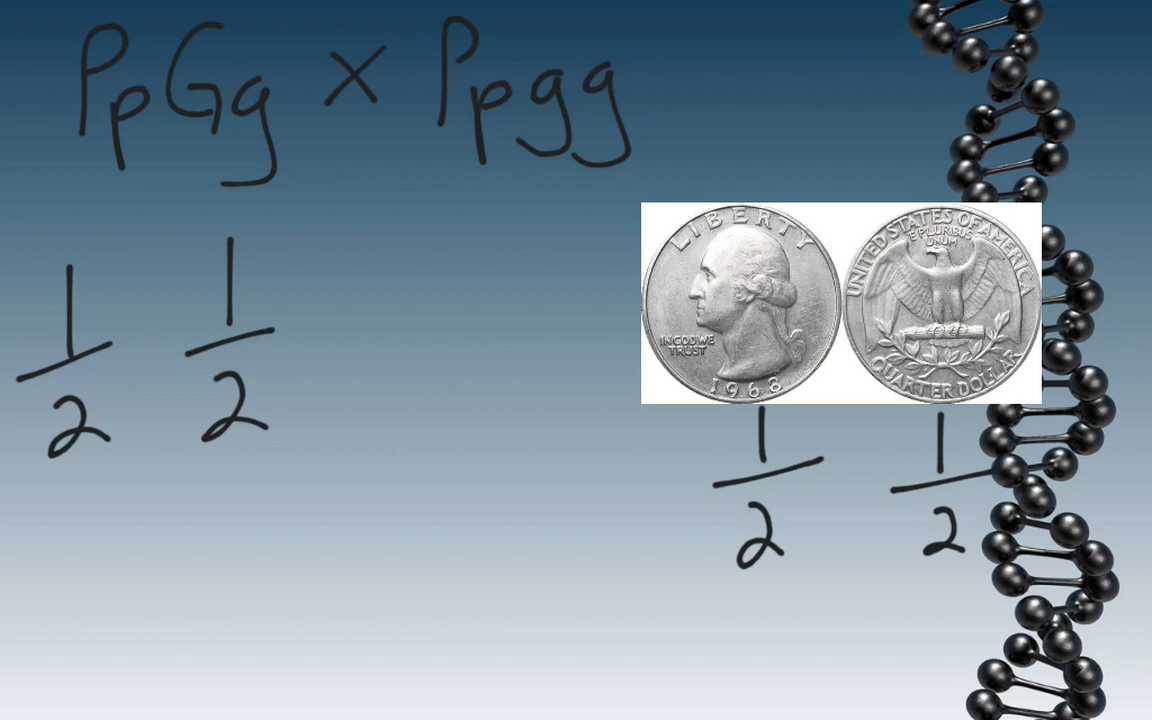 PpGg × Ppgg
1/2 1/2
LIBERTY
IN GOD WE
TRUST
1968
UNITED STATES OF AMERICA
E PLURIBUS
UNUM
QUARTER DOLLAR
1/2 1/2